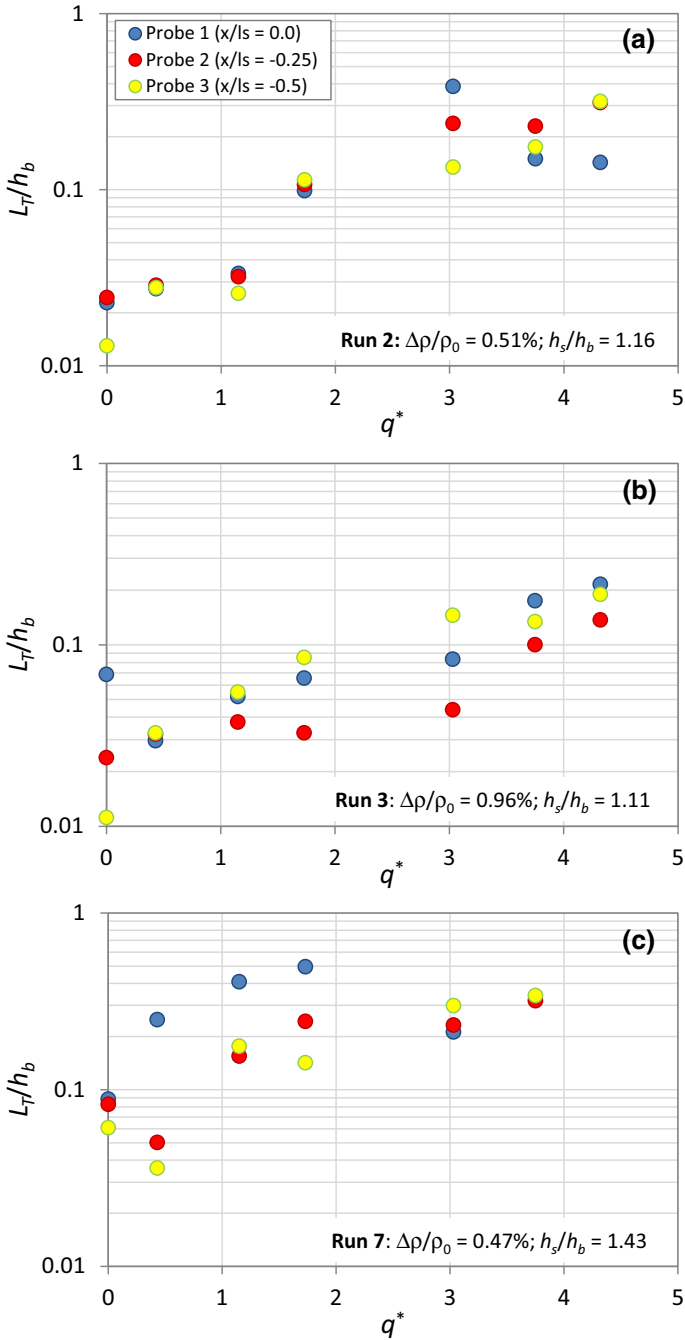 1
Probe 1 (x/ls = 0.0)
Probe 2 (x/ls = -0.25)
Probe 3 (x/ls = -0.5)
(a)
0.1
L_T/h_b
Run 2: Δρ/ρ₀ = 0.51%; h_s/h_b = 1.16
0.01
0 1 2 3 4 5
q*
1
(b)
0.1
L_T/h_b
Run 3: Δρ/ρ₀ = 0.96%; h_s/h_b = 1.11
0.01
0 1 2 3 4 5
q*
1
(c)
0.1
L_T/h_b
Run 7: Δρ/ρ₀ = 0.47%; h_s/h_b = 1.43
0.01
0 1 2 3 4 5
q*